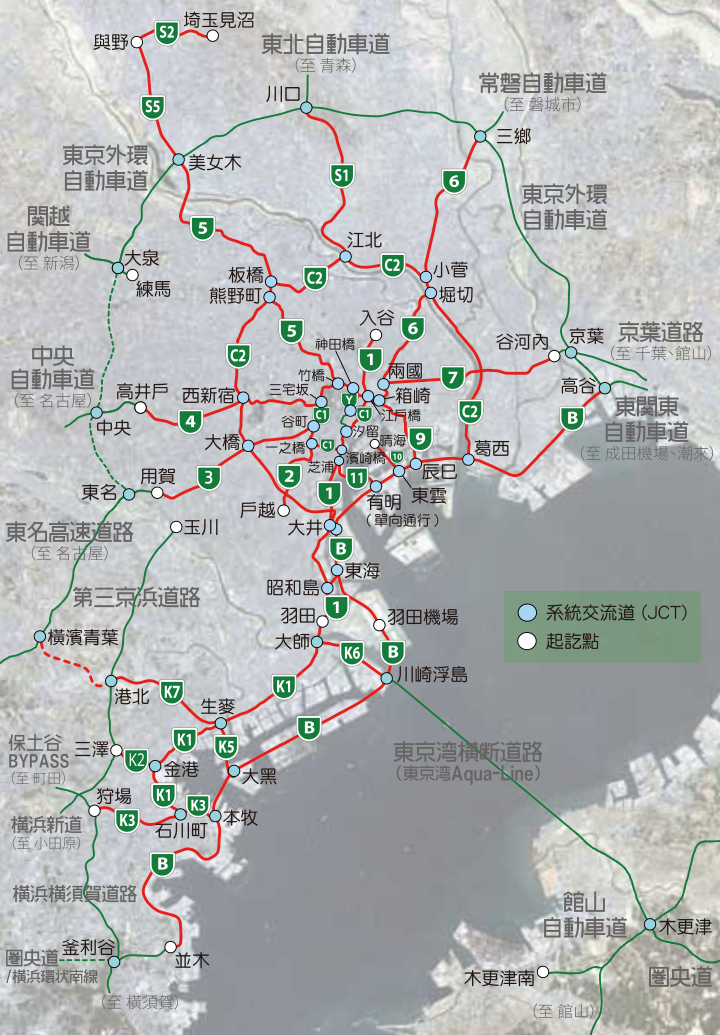 埼玉見沼
S2
與野
東北自動車道
(至 青森)
川口
常磐自動車道
(至 磐城市)
S5
三鄉
東京外環
自動車道
美女木
S1
6
東京外環
自動車道
關越
自動車道
(至 新潟)
5
江北
大泉
練馬
C2
C2
小菅
板橋
熊野町
堀切
入谷
5
6
神田橋
谷河內
京葉
京葉道路
(至 千葉、館山)
中央
自動車道
(至 名古屋)
C2
1
兩國
7
竹橋
高井戶
西新宿
三宅坂
Y
箱崎
高谷
4
C1
C1
江戶橋
C2
B
東關東
自動車道
(至 成田機場、潮來)
中央
谷町
汐留
晴海
9
大橋
一之橋
C1
濱崎橋
10
葛西
用賀
3
2
芝浦
11
辰巳
東名
戶越
1
有明
(單向通行)
東雲
東名高速道路
(至 名古屋)
玉川
大井
B
東海
第三京浜道路
昭和島
1
羽田
羽田機場
系統交流道 (JCT)
起訖點
橫濱青葉
大師
K6
B
川崎浮島
港北
K7
K1
生麥
B
保土谷
BYPASS
(至 町田)
三澤
K1
K5
K2
金港
大黑
東京湾横断道路
(東京湾Aqua-Line)
狩場
K1
K3
K3
石川町
本牧
橫浜新道
(至 小田原)
B
橫浜橫須賀道路
館山
自動車道
木更津
釜利谷
圈央道
/橫浜環状南線
並木
木更津南
圏央道
(至 橫須賀)
(至 館山)